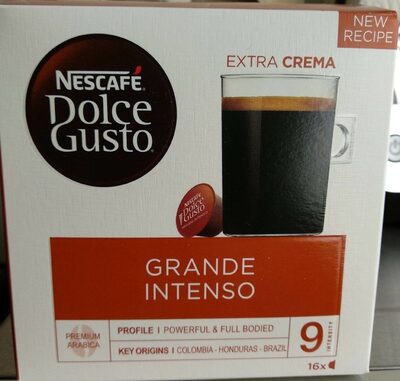 NEW
RECIPE
EXTRA CREMA
NESCAFÉ
Dolce
Gusto
GRANDE
INTENSO
PREMIUM
ARABICA
PROFILE | POWERFUL & FULL BODIED
KEY ORIGINS | COLOMBIA - HONDURAS - BRAZIL
9
INTENSITY
16x